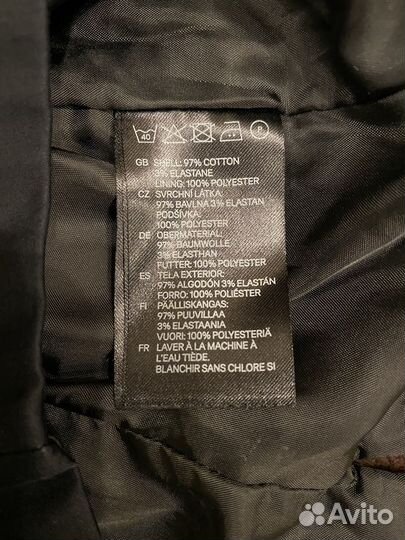 40 P
GB SHELL: 97% COTTON
3% ELASTANE
LINING: 100% POLYESTER
CZ SVRCHNÍ LÁTKA:
97% BAVLNA 3% ELASTAN
PODŠÍVKA:
100% POLYESTER
DE OBERMATERIAL:
97% BAUMWOLLE
3% ELASTHAN
FUTTER: 100% POLYESTER
ES TELA EXTERIOR:
97% ALGODÓN 3% ELASTÁN
FORRO: 100% POLIÉSTER
FI PÄÄLLISKANGAS:
97% PUUVILLAA
3% ELASTAANIA
VUORI: 100% POLYESTERIÄ
FR LAVER À LA MACHINE À
L'EAU TIÈDE.
BLANCHIR SANS CHLORE SI
Avito